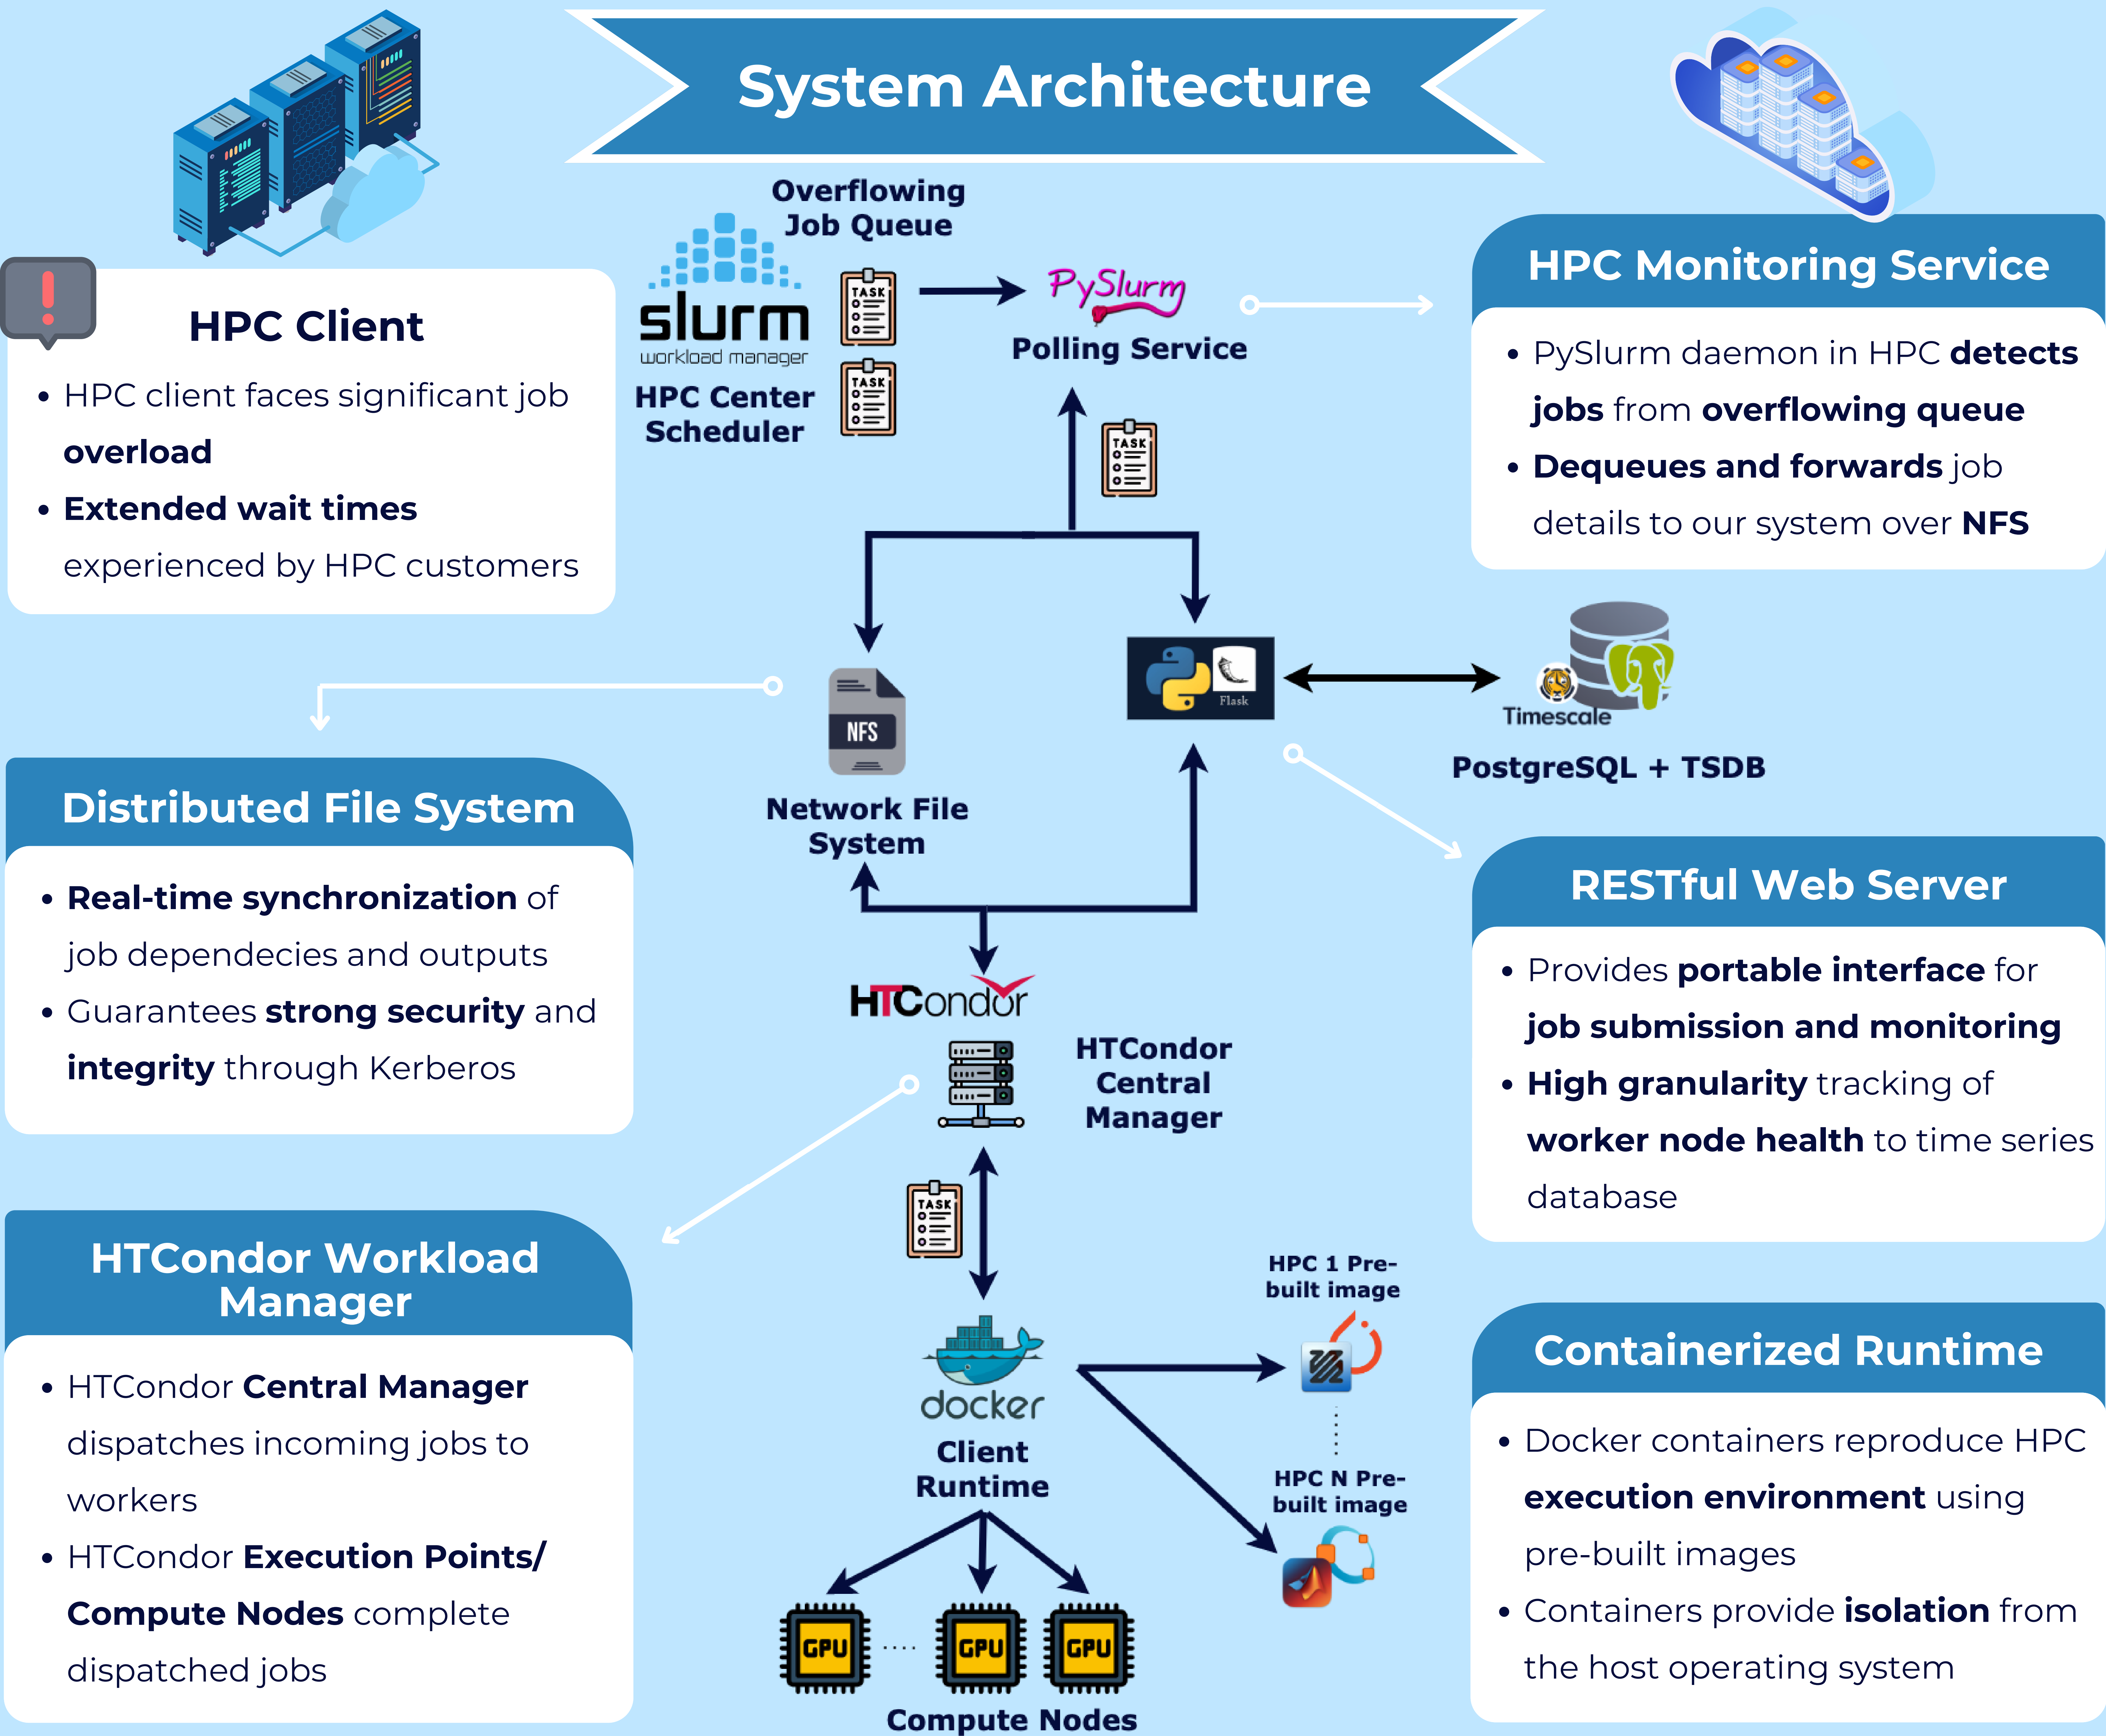 System Architecture
HPC Client
• HPC client faces significant job
overload
• Extended wait times
experienced by HPC customers
Overflowing
Job Queue
slurm
workload manager
HPC Center
Scheduler
TASK
TASK
PySlurm
Polling Service
TASK
HPC Monitoring Service
• PySlurm daemon in HPC detects
jobs from overflowing queue
• Dequeues and forwards job
details to our system over NFS
NFS
Network File
System
Flask
Timescale
PostgreSQL + TSDB
Distributed File System
• Real-time synchronization of
job dependecies and outputs
• Guarantees strong security and
integrity through Kerberos
RESTful Web Server
• Provides portable interface for
job submission and monitoring
• High granularity tracking of
worker node health to time series
database
HTCondor
HTCondor
Central
Manager
TASK
HTCondor Workload
Manager
• HTCondor Central Manager
dispatches incoming jobs to
workers
• HTCondor Execution Points/
Compute Nodes complete
dispatched jobs
docker
Client
Runtime
HPC 1 Pre-
built image
HPC N Pre-
built image
GPU
GPU
GPU
Compute Nodes
Containerized Runtime
• Docker containers reproduce HPC
execution environment using
pre-built images
• Containers provide isolation from
the host operating system